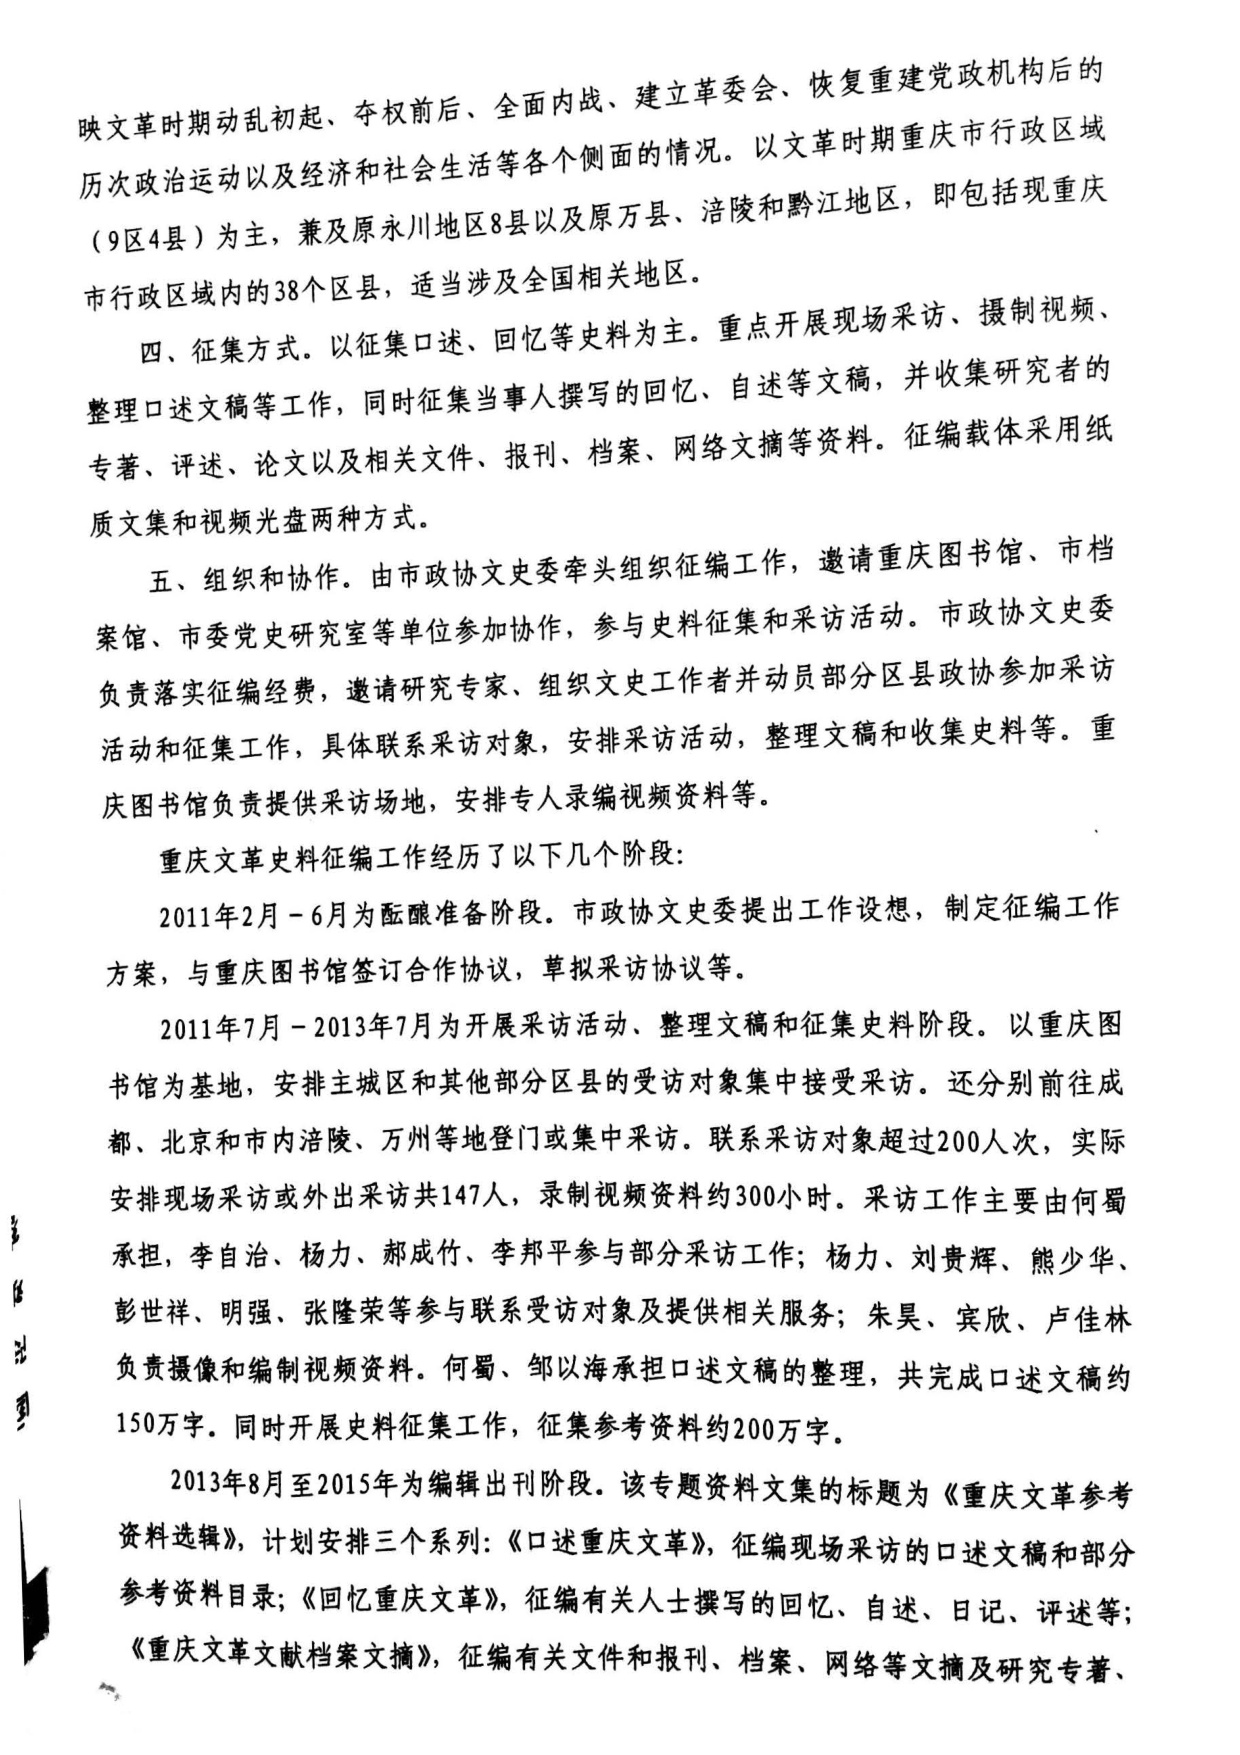 映文革时期动乱初起、夺权前后、全面内战、建立革委会、恢复重建党政机构后的
历次政治运动以及经济和社会生活等各个侧面的情况。以文革时期重庆市行政区域
（9区4县）为主，兼及原永川地区8县以及原万县、涪陵和黔江地区，即包括现重庆
市行政区域内的38个区县，适当涉及全国相关地区。
四、征集方式。以征集口述、回忆等史料为主。重点开展现场采访、摄制视频、
整理口述文稿等工作，同时征集当事人撰写的回忆、自述等文稿，并收集研究者的
专著、评述、论文以及相关文件、报刊、档案、网络文摘等资料。征编载体采用纸
质文集和视频光盘两种方式。
五、组织和协作。由市政协文史委牵头组织征编工作，邀请重庆图书馆、市档
案馆、市委党史研究室等单位参加协作，参与史料征集和采访活动。市政协文史委
负责落实征编经费，邀请研究专家、组织文史工作者并动员部分区县政协参加采访
活动和征集工作，具体联系采访对象，安排采访活动，整理文稿和收集史料等。重
庆图书馆负责提供采访场地，安排专人录编视频资料等。
重庆文革史料征编工作经历了以下几个阶段：
2011年2月－6月为酝酿准备阶段。市政协文史委提出工作设想，制定征编工作
方案，与重庆图书馆签订合作协议，草拟采访协议等。
2011年7月－2013年7月为开展采访活动、整理文稿和征集史料阶段。以重庆图
书馆为基地，安排主城区和其他部分区县的受访对象集中接受采访。还分别前往成
都、北京和市内涪陵、万州等地登门或集中采访。联系采访对象超过200人次，实际
安排现场采访或外出采访共147人，录制视频资料约300小时。采访工作主要由何蜀
承担，李自治、杨力、郝成竹、李邦平参与部分采访工作；杨力、刘贵辉、熊少华、
彭世祥、明强、张隆荣等参与联系受访对象及提供相关服务；朱昊、宾欣、卢佳林
负责摄像和编制视频资料。何蜀、邹以海承担口述文稿的整理，共完成口述文稿约
150万字。同时开展史料征集工作，征集参考资料约200万字。
2013年8月至2015年为编辑出刊阶段。该专题资料文集的标题为《重庆文革参考
资料选辑》，计划安排三个系列：《口述重庆文革》，征编现场采访的口述文稿和部分
参考资料目录；《回忆重庆文革》，征编有关人士撰写的回忆、自述、日记、评述等；
《重庆文革文献档案文摘》，征编有关文件和报刊、档案、网络等文摘及研究专著、